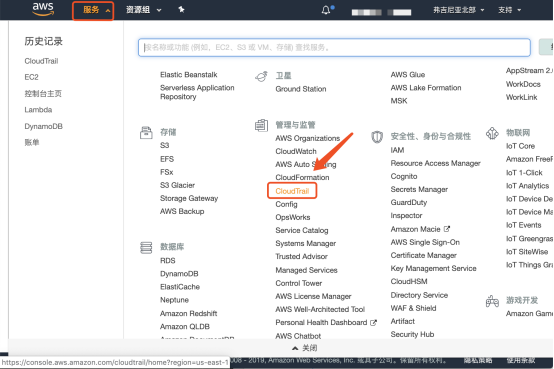 aws
服务
资源组
弗吉尼亚北部
支持
历史记录
CloudTrail
EC2
控制台主页
Lambda
DynamoDB
账单
按名称或功能 (例如、EC2、S3 或 VM、存储) 查找服务。
Elastic Beanstalk
Serverless Application
Repository
存储
S3
EFS
FSx
S3 Glacier
Storage Gateway
AWS Backup
数据库
RDS
DynamoDB
ElastiCache
Neptune
Amazon Redshift
Amazon QLDB
卫星
Ground Station
管理与监管
AWS Organizations
CloudWatch
AWS Auto
CloudFormation
CloudTrail
Config
OpsWorks
Service Catalog
Systems Manager
Trusted Advisor
Managed Services
Control Tower
AWS License Manager
AWS Well-Architected Tool
Personal Health Dashboard
AWS Chatbot
AWS Glue
AWS Lake Formation
MSK
安全性、身份与合规性
IAM
Resource Access Manager
Cognito
Secrets Manager
GuardDuty
Inspector
Amazon Macie
AWS Single Sign-On
Certificate Manager
Key Management Service
CloudHSM
Directory Service
WAF & Shield
Artifact
Security Hub
AppStream 2.
WorkDocs
WorkLink
物联网
IoT Core
Amazon Free
IoT 1-Click
IoT Analytics
IoT Device De
IoT Device Ma
IoT Events
IoT Greengras
IoT SiteWise
IoT Things Gra
游戏开发
Amazon Game
关闭
https://console.aws.amazon.com/cloudtrail/home?region=us-east-1
008 - 2019, Amazon Web Services, Inc. 或其子公司。保留所有权利。
隐私策略
使用条款